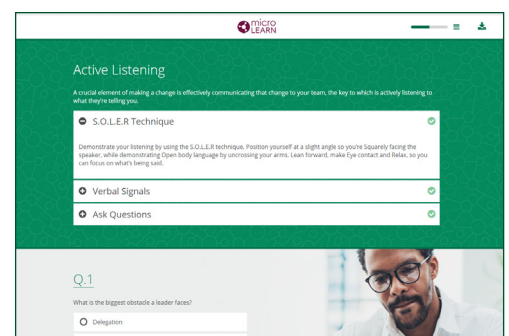 micro
LEARN
Active Listening
A crucial element of making a change is effectively communicating that change to your team, the key to which is actively listening to
what they're telling you.
S.O.L.E.R Technique
Demonstrate your listening by using the S.O.L.E.R technique. Position yourself at a slight angle so you're Squarely facing the
speaker, while demonstrating Open body language by uncrossing your arms. Lean forward, make Eye contact and Relax, so you
can focus on what's being said.
Verbal Signals
Ask Questions
Q.1
What is the biggest obstacle a leader faces?
Delegation